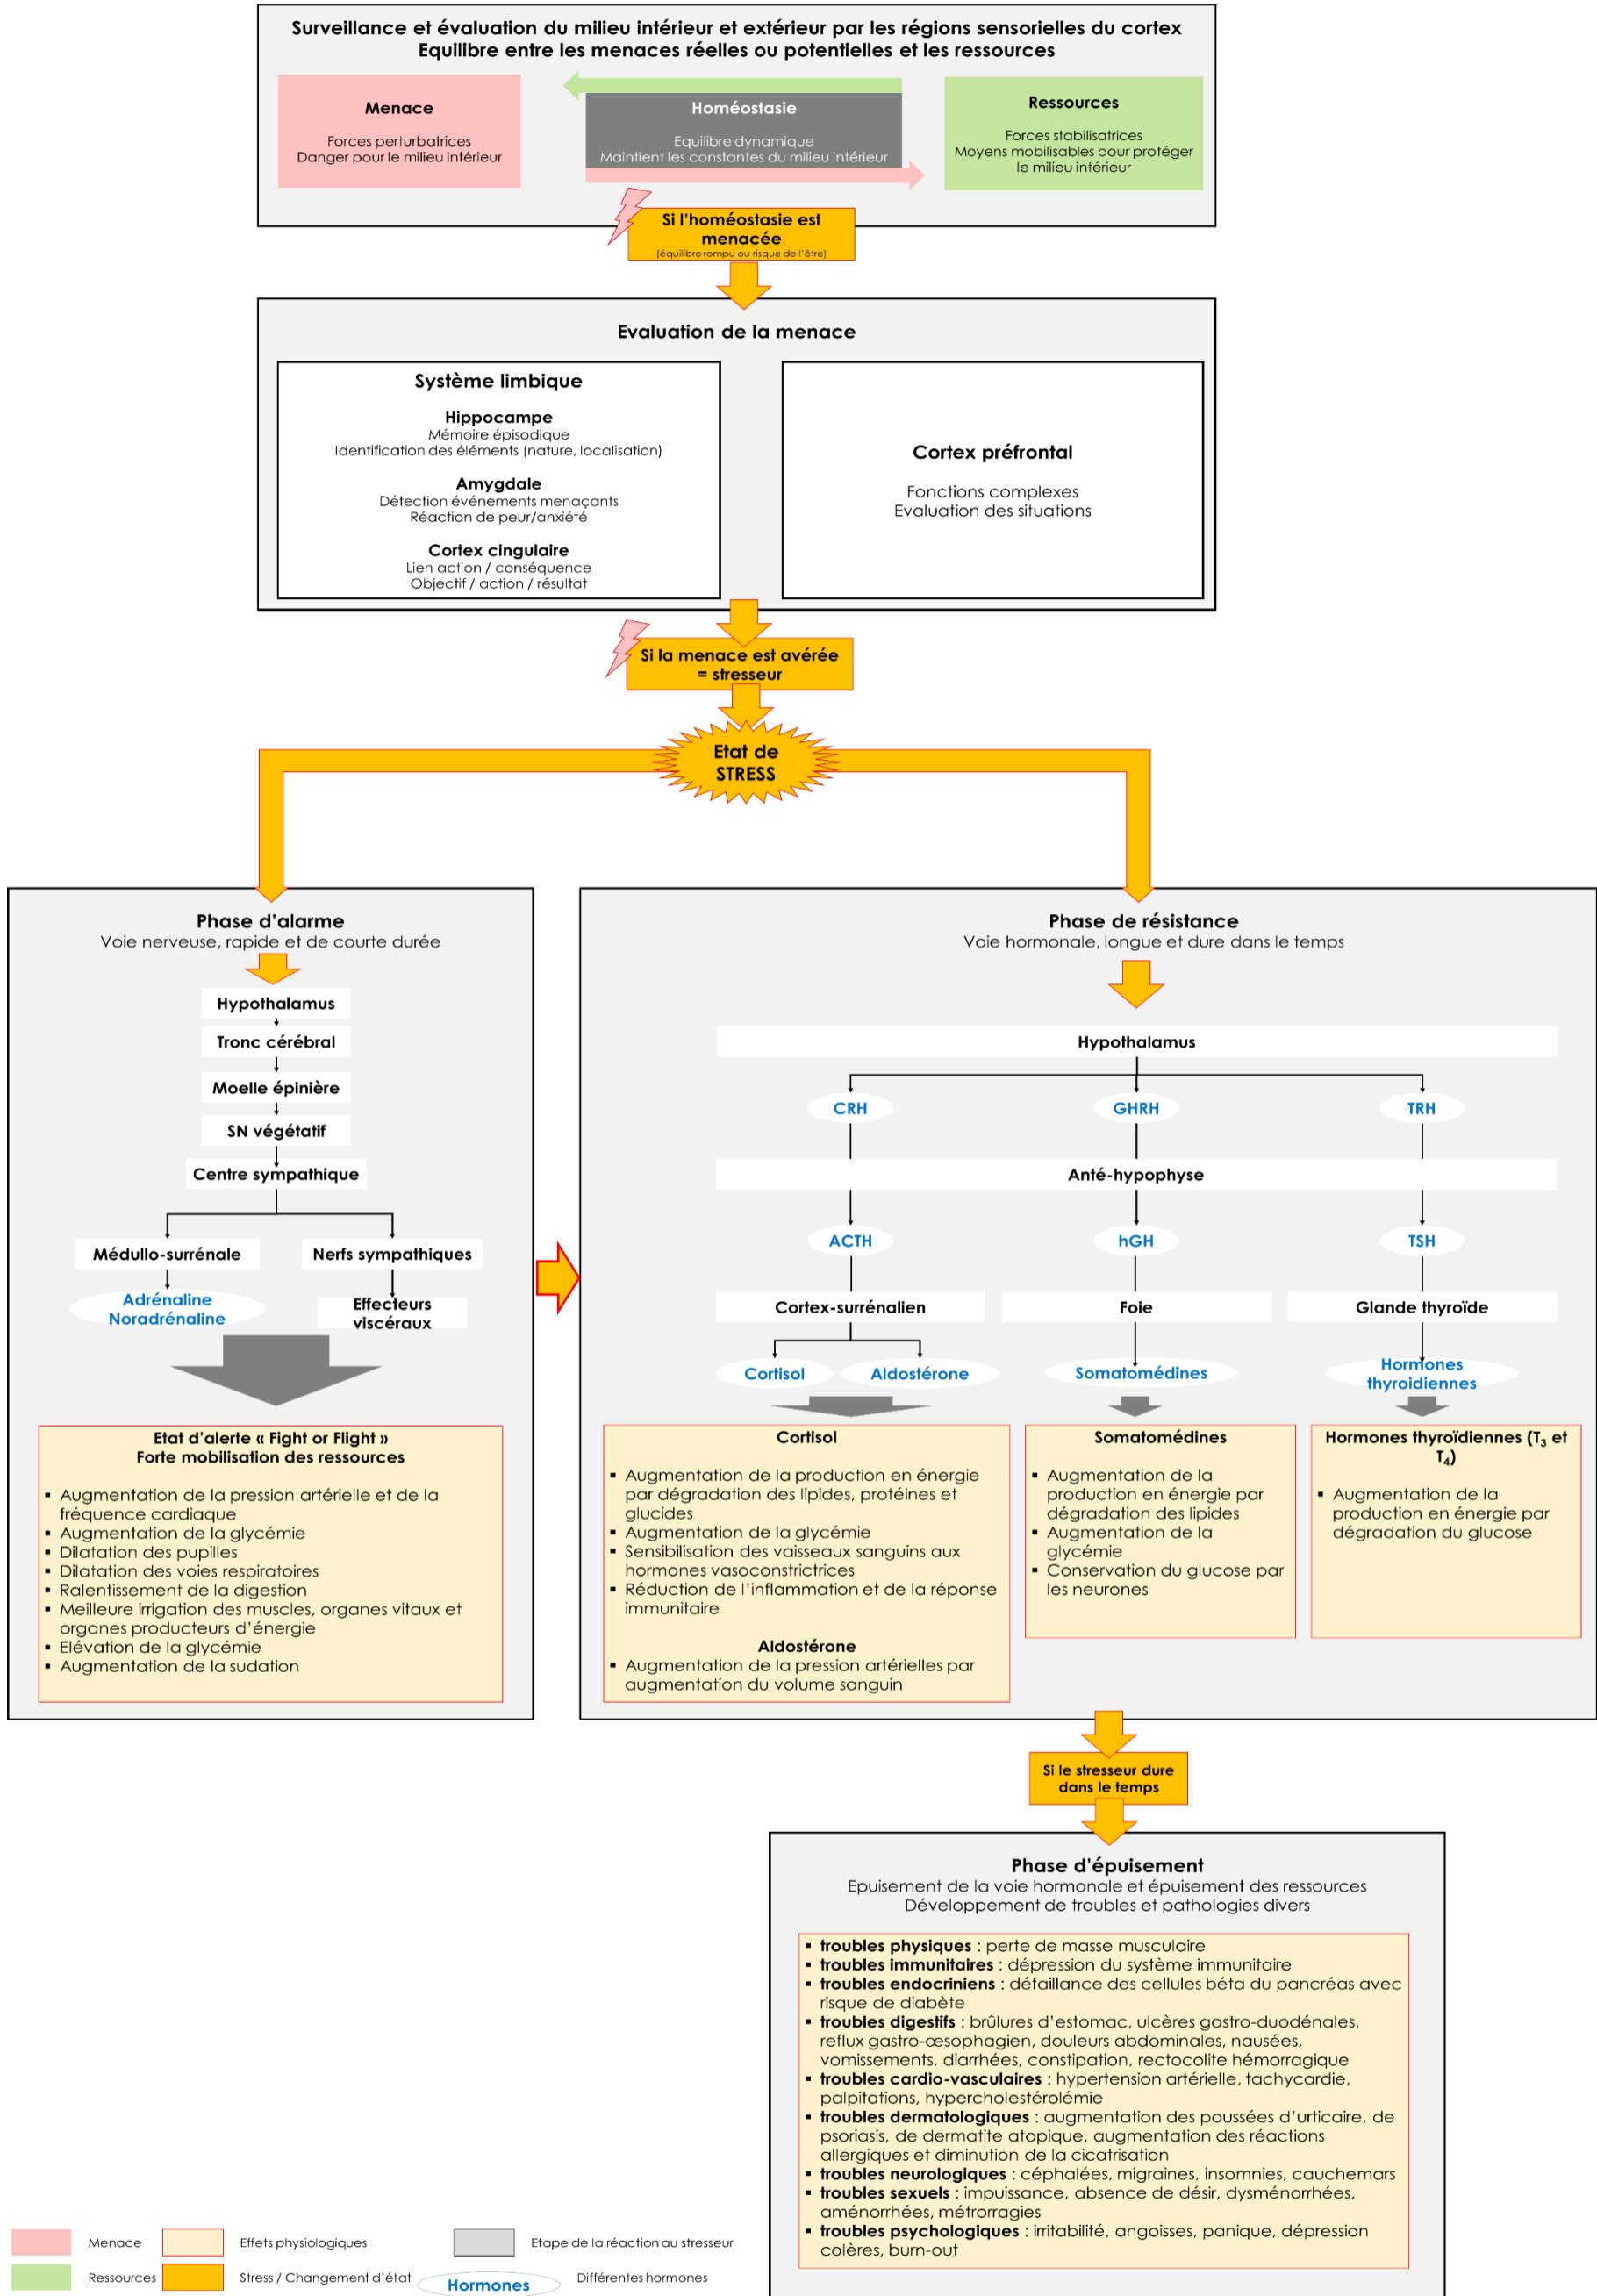 Surveillance et évaluation du milieu intérieur et extérieur par les régions sensorielles du cortex
Equilibre entre les menaces réelles ou potentielles et les ressources
Menace
Forces perturbatrices
Danger pour le milieu intérieur
Homéostasie
Equilibre dynamique
Maintient les constantes du milieu intérieur
Ressources
Forces stabilisatrices
Moyens mobilisables pour protéger
le milieu intérieur
Si l'homéostasie est
menacée
(équilibre rompu ou risque de l'être)
Evaluation de la menace
Système limbique
Hippocampe
Mémoire épisodique
Identification des éléments (nature, localisation)
Amygdale
Détection événements menaçants
Réaction de peur/anxiété
Cortex cingulaire
Lien action / conséquence
Objectif / action / résultat
Cortex préfrontal
Fonctions complexes
Evaluation des situations
Si la menace est avérée
= stresseur
Etat de
STRESS
Phase d'alarme
Voie nerveuse, rapide et de courte durée
Hypothalamus
Tronc cérébral
Moelle épinière
SN végétatif
Centre sympathique
Médullo-surrénale
Nerfs sympathiques
Adrénaline
Noradrénaline
Effecteurs
viscéraux
Etat d'alerte « Fight or Flight »
Forte mobilisation des ressources
▪ Augmentation de la pression artérielle et de la
fréquence cardiaque
▪ Augmentation de la glycémie
▪ Dilatation des pupilles
▪ Dilatation des voies respiratoires
▪ Ralentissement de la digestion
▪ Meilleure irrigation des muscles, organes vitaux et
organes producteurs d'énergie
▪ Elévation de la glycémie
▪ Augmentation de la sudation
Phase de résistance
Voie hormonale, longue et dure dans le temps
Hypothalamus
CRH
GHRH
TRH
Anté-hypophyse
ACTH
hGH
TSH
Cortex-surrénalien
Foie
Glande thyroïde
Cortisol
Aldostérone
Somatomédines
Hormones
thyroidiennes
Cortisol
▪ Augmentation de la production en énergie
par dégradation des lipides, protéines et
glucides
▪ Augmentation de la glycémie
▪ Sensibilisation des vaisseaux sanguins aux
hormones vasoconstrictrices
▪ Réduction de l'inflammation et de la réponse
immunitaire
Aldostérone
▪ Augmentation de la pression artérielles par
augmentation du volume sanguin
Somatomédines
▪ Augmentation de la
production en énergie par
dégradation des lipides
▪ Augmentation de la
glycémie
▪ Conservation du glucose par
les neurones
Hormones thyroïdiennes (T3 et
T4)
▪ Augmentation de la
production en énergie par
dégradation du glucose
Si le stresseur dure
dans le temps
Phase d'épuisement
Epuisement de la voie hormonale et épuisement des ressources
Développement de troubles et pathologies divers
▪ troubles physiques : perte de masse musculaire
▪ troubles immunitaires : dépression du système immunitaire
▪ troubles endocriniens : défaillance des cellules béta du pancréas avec
risque de diabète
▪ troubles digestifs : brûlures d'estomac, ulcères gastro-duodénales,
reflux gastro-œsophagien, douleurs abdominales, nausées,
vomissements, diarrhées, constipation, rectocolite hémorragique
▪ troubles cardio-vasculaires : hypertension artérielle, tachycardie,
palpitations, hypercholestérolémie
▪ troubles dermatologiques : augmentation des poussées d'urticaire, de
psoriasis, de dermatite atopique, augmentation des réactions
allergiques et diminution de la cicatrisation
▪ troubles neurologiques : céphalées, migraines, insomnies, cauchemars
▪ troubles sexuels : impuissance, absence de désir, dysménorrhées,
aménorrhées, métrorragies
▪ troubles psychologiques : irritabilité, angoisses, panique, dépression
colères, burn-out
Menace
Effets physiologiques
Etape de la réaction au stresseur
Ressources
Stress / Changement d'état
Hormones
Différentes hormones